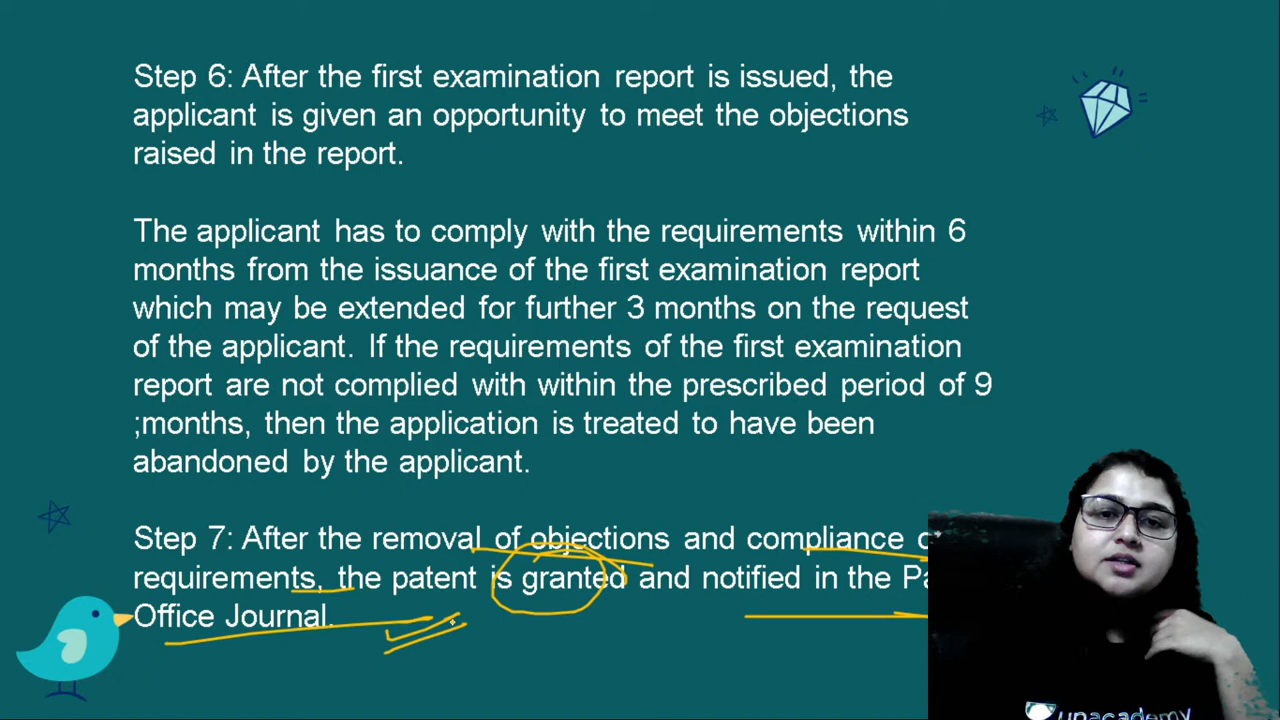 Step 6: After the first examination report is issued, the
applicant is given an opportunity to meet the objections
raised in the report.
The applicant has to comply with the requirements within 6
months from the issuance of the first examination report
which may be extended for further 3 months on the request
of the applicant. If the requirements of the first examination
report are not complied with within the prescribed period of 9
;months, then the application is treated to have been
abandoned by the applicant.
Step 7: After the removal of objections and compliance
requirements, the patent is granted and notified in the
Office Journal.
unacademy